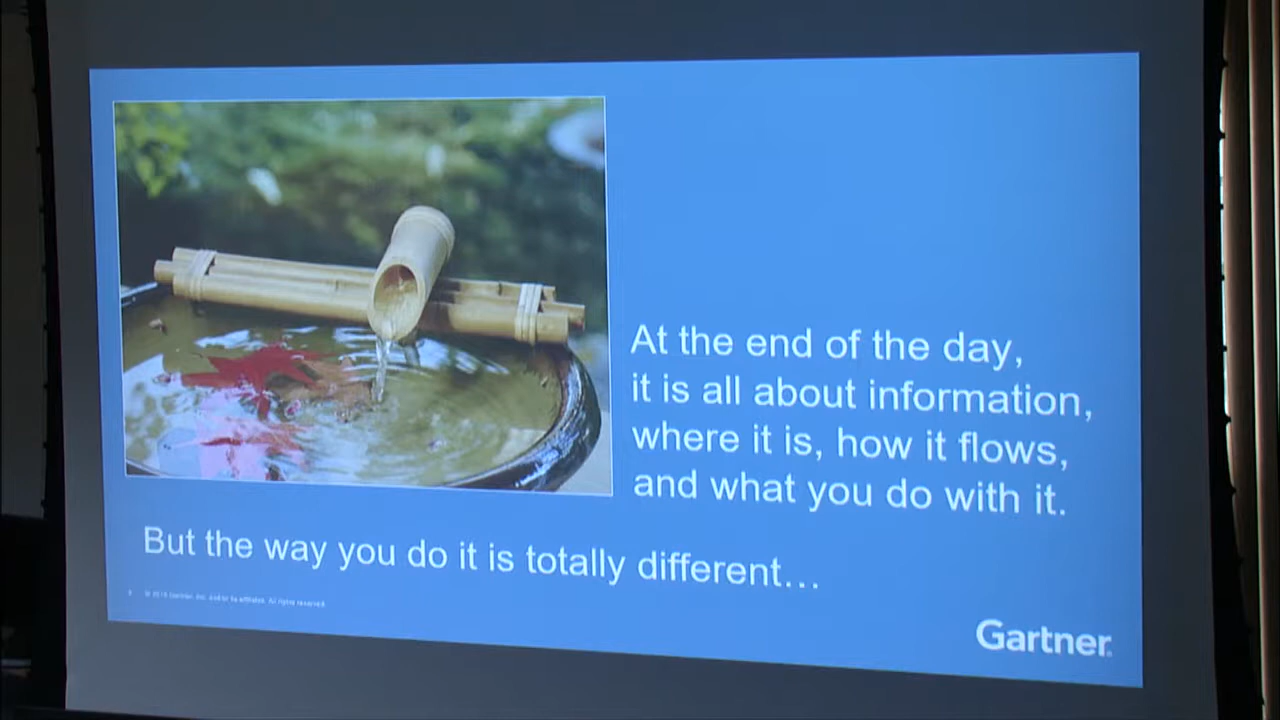 At the end of the day,
it is all about information,
where it is, how it flows,
and what you do with it.
But the way you do it is totally different…
Gartner